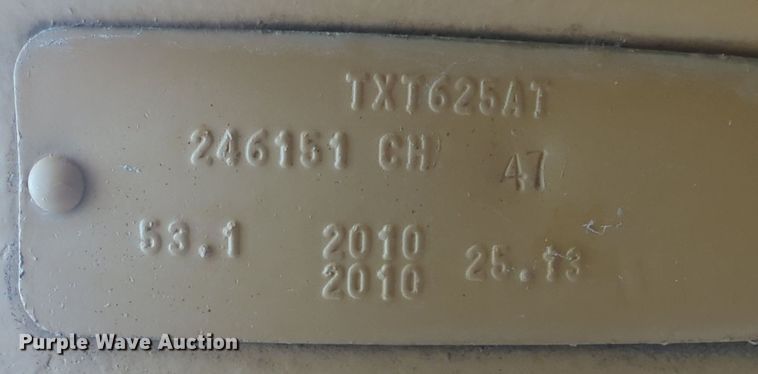 TXT625AT
246151 CH 47
53.1 2010 25.13
2010
Purple Wave Auction